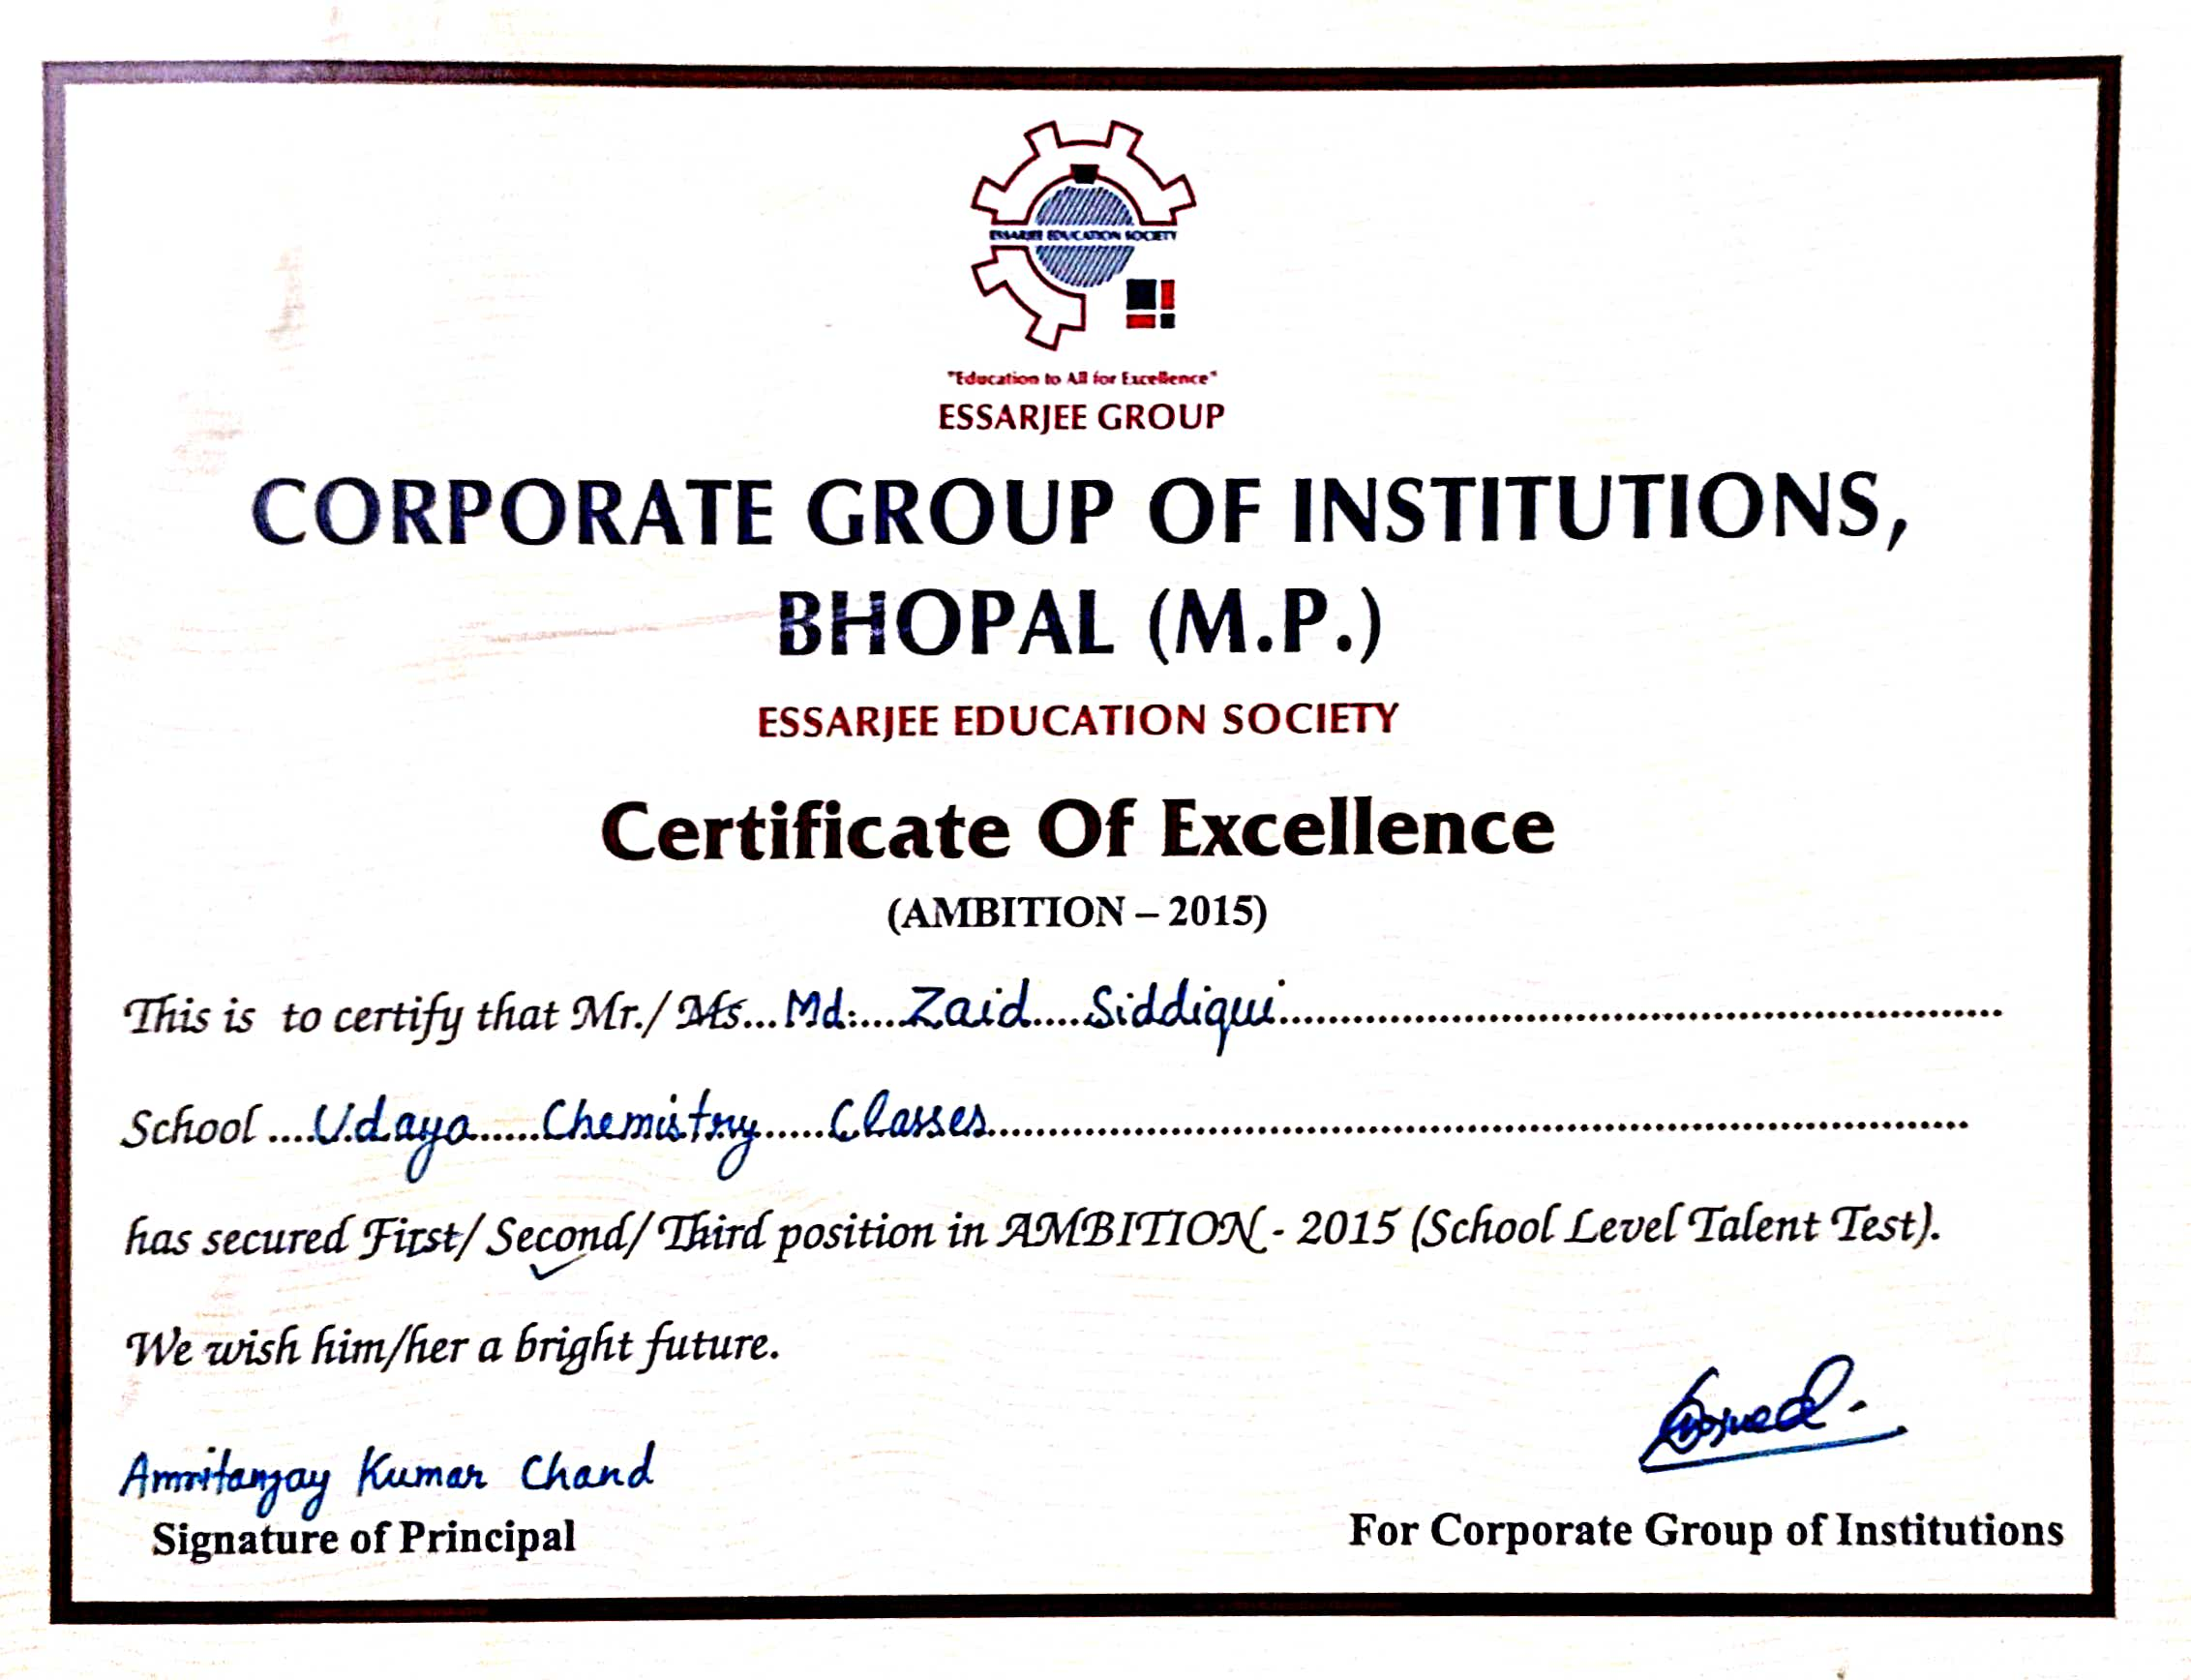 ESSARJEE EDUCATION SOCIETY
"Education to All for Excellence"
ESSARJEE GROUP
CORPORATE GROUP OF INSTITUTIONS,
BHOPAL (M.P.)
ESSARJEE EDUCATION SOCIETY
Certificate Of Excellence
(AMBITION – 2015)
This is to certify that Mr./ Ms...Md....Zaid....Siddiqui................
School ....Udaya......Chemistry......Classes................
has secured First/ Second/ Third position in AMBITION - 2015 (School Level Talent Test).
We wish him/her a bright future.
Amritanjay Kumar Chand
Signature of Principal
For Corporate Group of Institutions